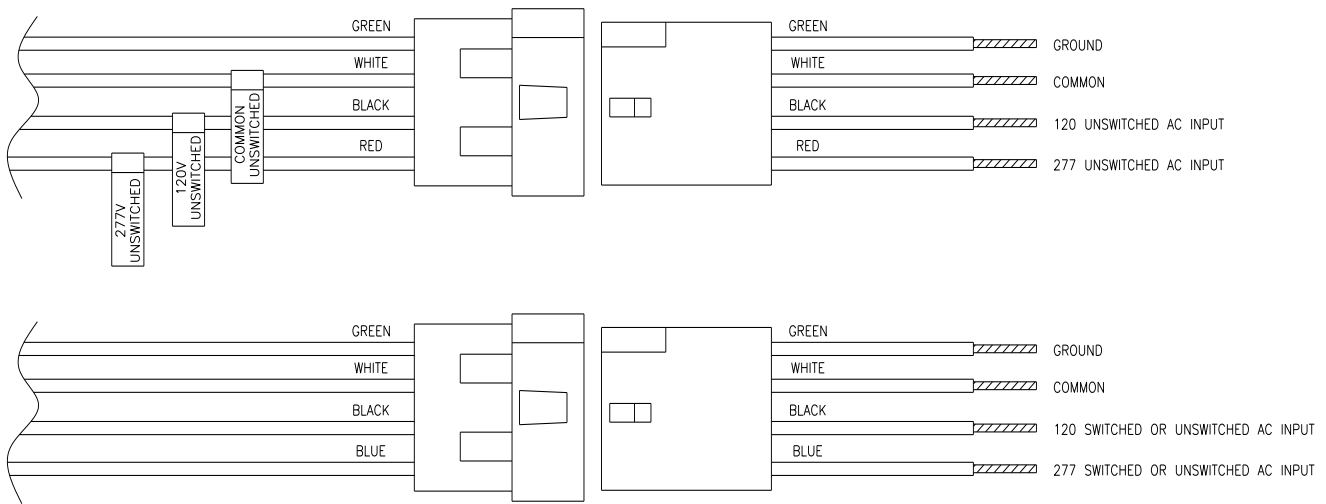 GREEN
GREEN
GROUND
WHITE
WHITE
COMMON
BLACK
BLACK
120 UNSWITCHED AC INPUT
RED
RED
277 UNSWITCHED AC INPUT
COMMON
UNSWITCHED
120V
UNSWITCHED
277V
UNSWITCHED
GREEN
GREEN
GROUND
WHITE
WHITE
COMMON
BLACK
BLACK
120 SWITCHED OR UNSWITCHED AC INPUT
BLUE
BLUE
277 SWITCHED OR UNSWITCHED AC INPUT